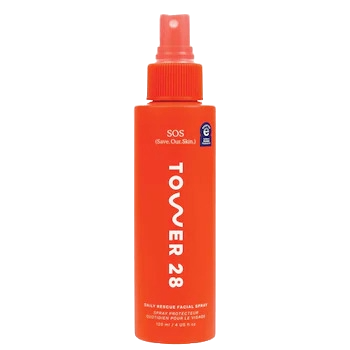 SOS
(Save. Our. Skin.)
TOWER 28
DAILY RESCUE FACIAL SPRAY
SPRAY PROTECTEUR
QUOTIDIEN POUR LE VISAGE
120 ml / 4 US fl oz